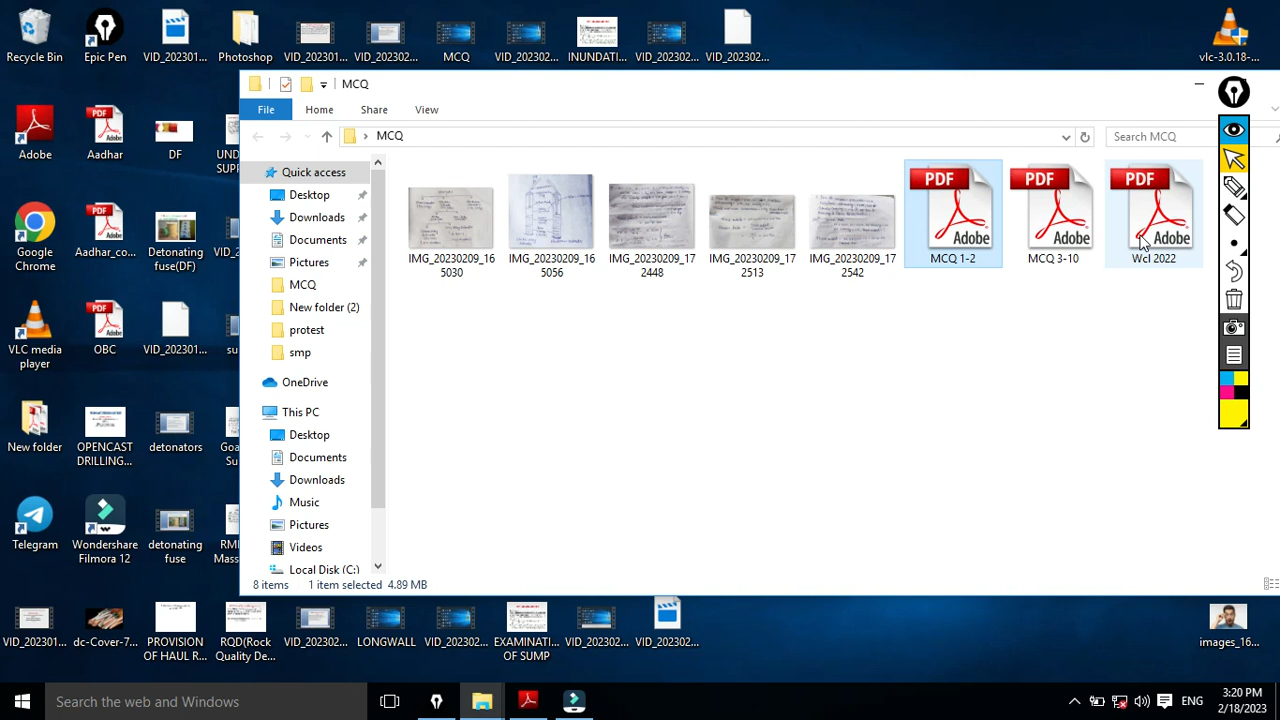 Recycle Bin
Epic Pen
VID_202301...
Photoshop
VID_202301...
VID_202302...
MCQ
VID_202302...
INUNDATI...
VID_202302...
VID_202302...
vlc-3.0.18-...
MCQ
File
Home
Share
View
MCQ
Search MCQ
Adobe
Aadhar
DF
Google
Chrome
Aadhar_co...
Detonating
fuse(DF)
VLC media
player
OBC
VID_202301...
New folder
OPENCAST
DRILLING...
detonators
Telegram
Wondershare
Filmora 12
detonating
fuse
Quick access
Desktop
Downloads
Documents
Pictures
MCQ
New folder (2)
protest
smp
OneDrive
This PC
Desktop
Documents
Downloads
Music
Pictures
Videos
Local Disk (C:)
IMG_20230209_16
5030
IMG_20230209_16
5056
IMG_20230209_17
2448
IMG_20230209_17
2513
IMG_20230209_17
2542
PDF
Adobe
MCQ 1-2
PDF
Adobe
MCQ 3-10
PDF
Adobe
Wcl 2022
8 items
1 item selected
4.89 MB
VID_202301...
dc-Cover-7...
PROVISION
OF HAUL R...
RQD(Rock
Quality De...
VID_202302...
LONGWALL
VID_202302...
EXAMINATI...
OF SUMP
VID_202302...
VID_202302...
images_16...
Search the web and Windows
ENG
3:20 PM
2/18/2023